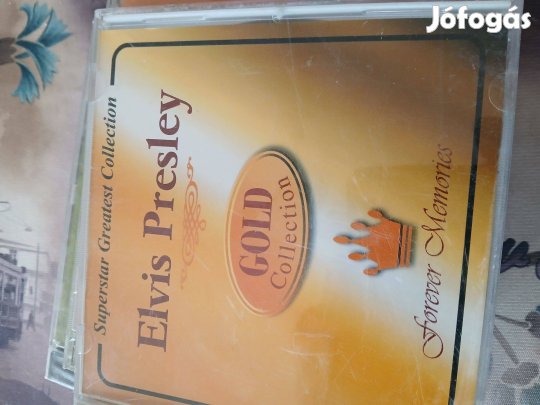 Jófogás
Superstar Greatest Collection
Elvis Presley
GOLD
Collection
Forever Memories